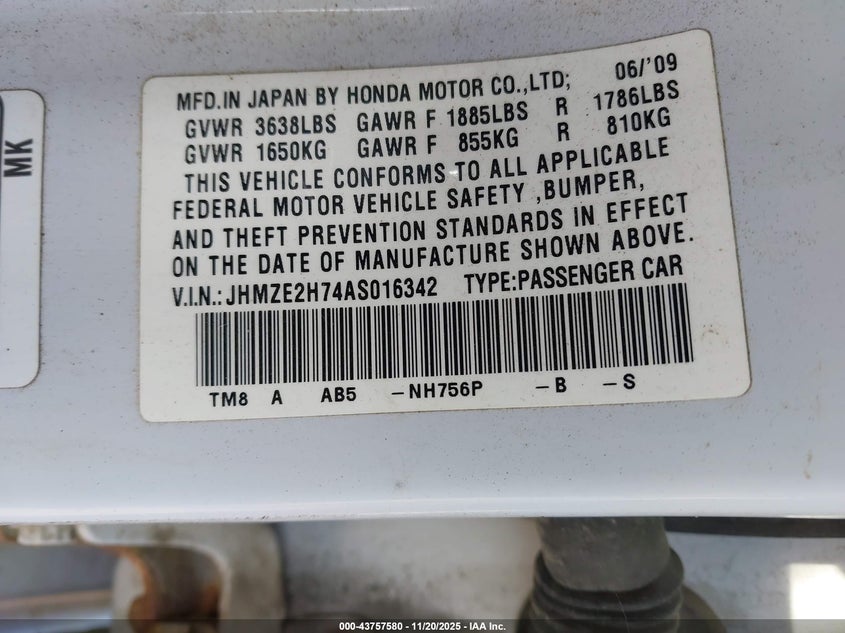 MFD.IN JAPAN BY HONDA MOTOR CO.,LTD; 06/'09
GVWR 3638LBS GAWR F 1885LBS R 1786LBS
GVWR 1650KG GAWR F 855KG R 810KG
THIS VEHICLE CONFORMS TO ALL APPLICABLE
FEDERAL MOTOR VEHICLE SAFETY ,BUMPER,
AND THEFT PREVENTION STANDARDS IN EFFECT
ON THE DATE OF MANUFACTURE SHOWN ABOVE.
V.I.N.: JHMZE2H74AS016342 TYPE:PASSENGER CAR
TM8 A AB5 -NH756P -B -S
MK
000-43757580 - 11/20/2025 - IAA Inc.